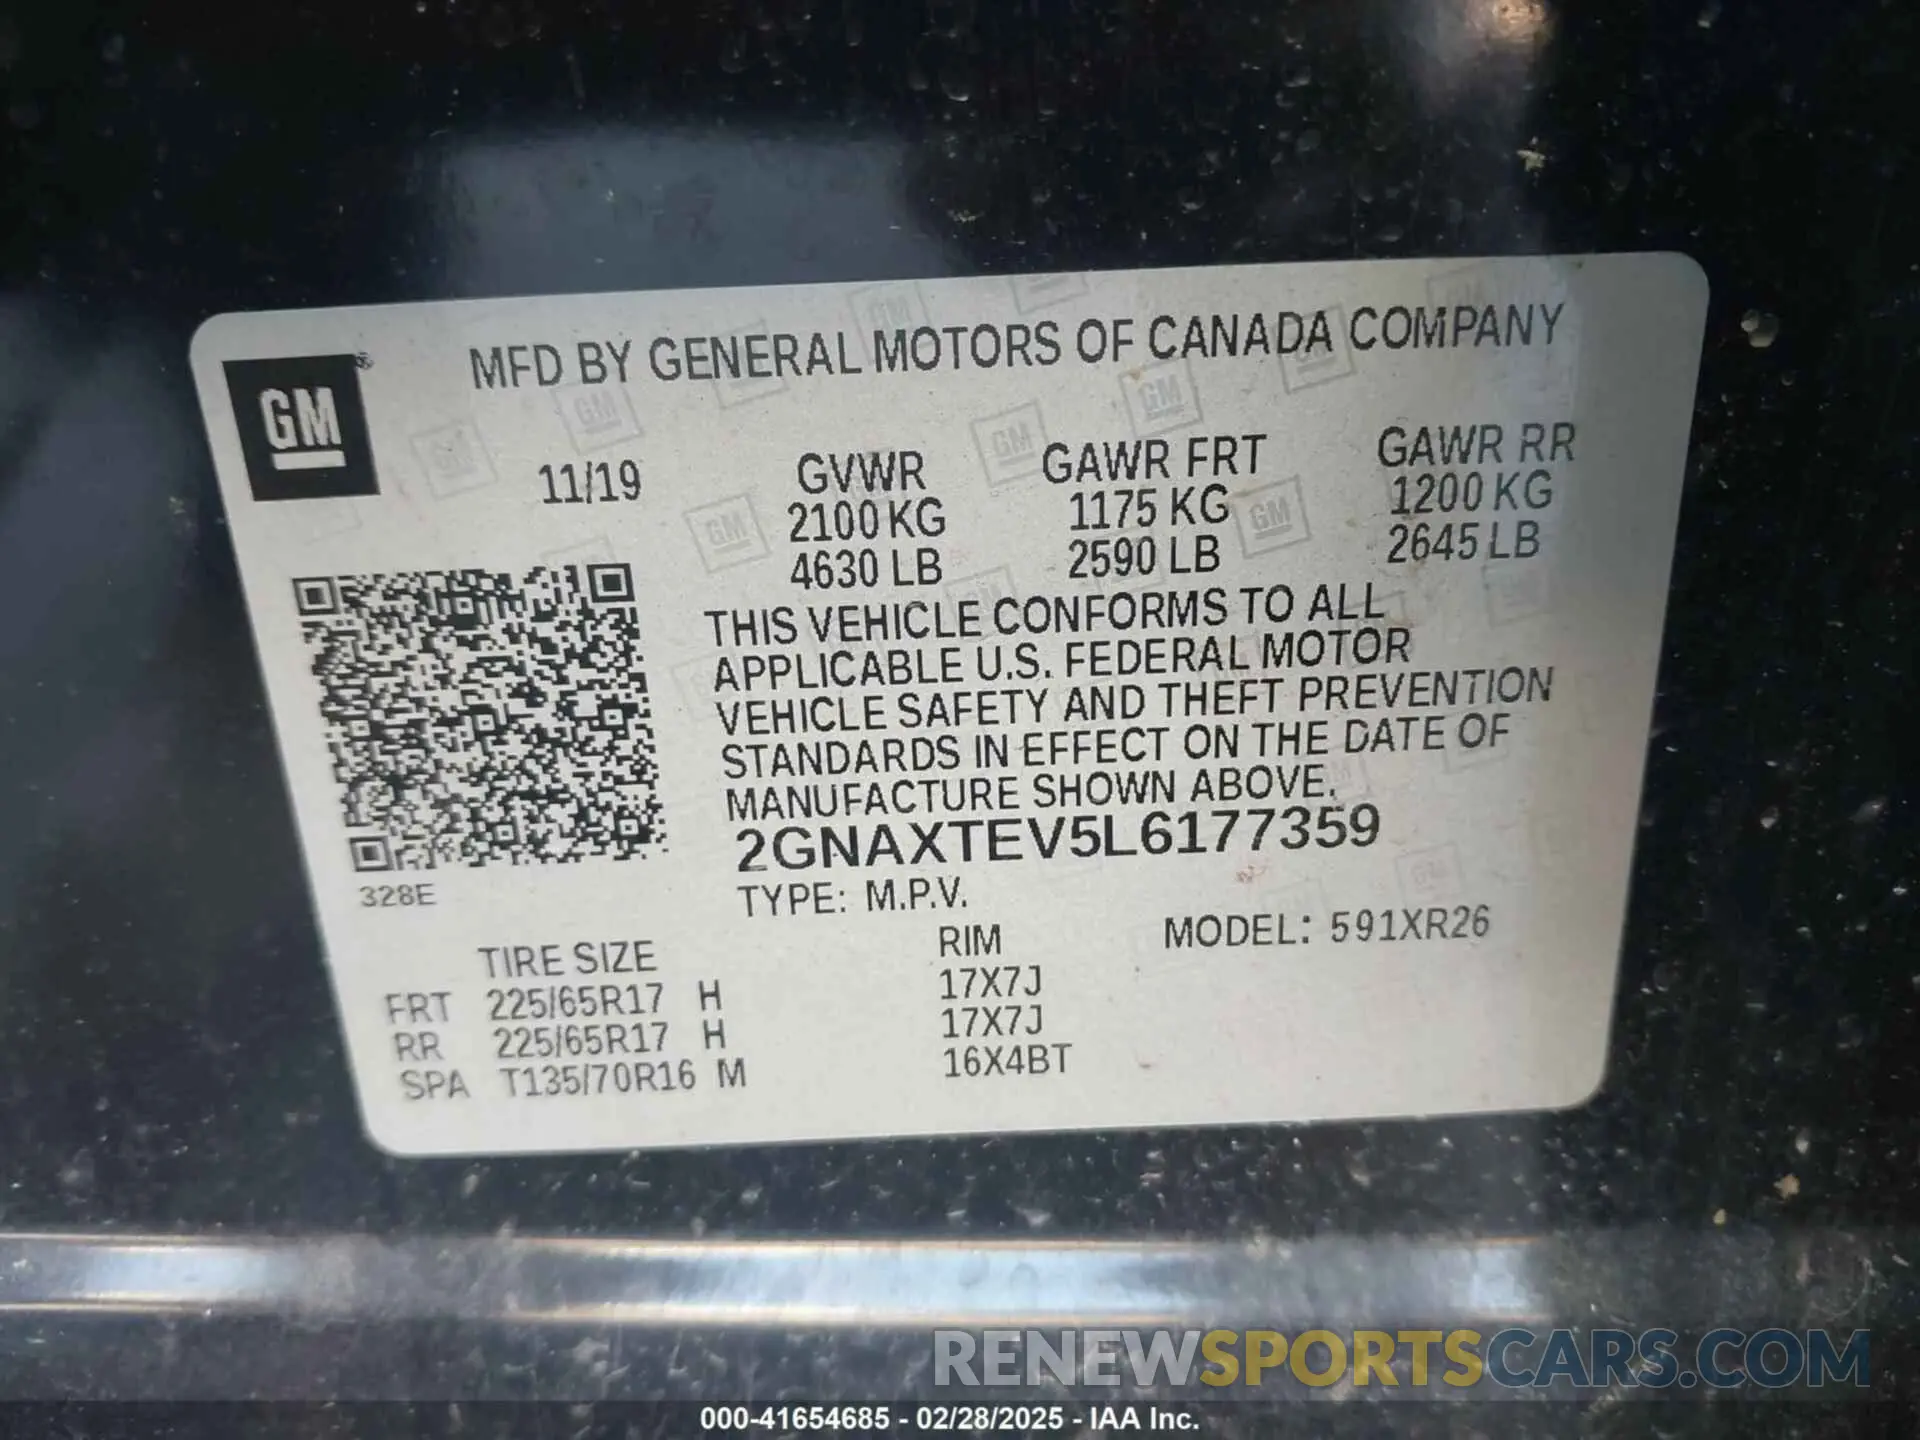 MFD BY GENERAL MOTORS OF CANADA COMPANY
GM ®
11/19
GVWR GAWR FRT GAWR RR
2100 KG 1175 KG 1200 KG
4630 LB 2590 LB 2645 LB
THIS VEHICLE CONFORMS TO ALL
APPLICABLE U.S. FEDERAL MOTOR
VEHICLE SAFETY AND THEFT PREVENTION
STANDARDS IN EFFECT ON THE DATE OF
MANUFACTURE SHOWN ABOVE.
2GNAXTEV5L6177359
328E
TYPE: M.P.V.
MODEL: 591XR26
TIRE SIZE RIM
FRT 225/65R17 H 17X7J
RR 225/65R17 H 17X7J
SPA T135/70R16 M 16X4BT
RENEWSPORTSCARS.COM
000-41654685 - 02/28/2025 - IAA Inc.